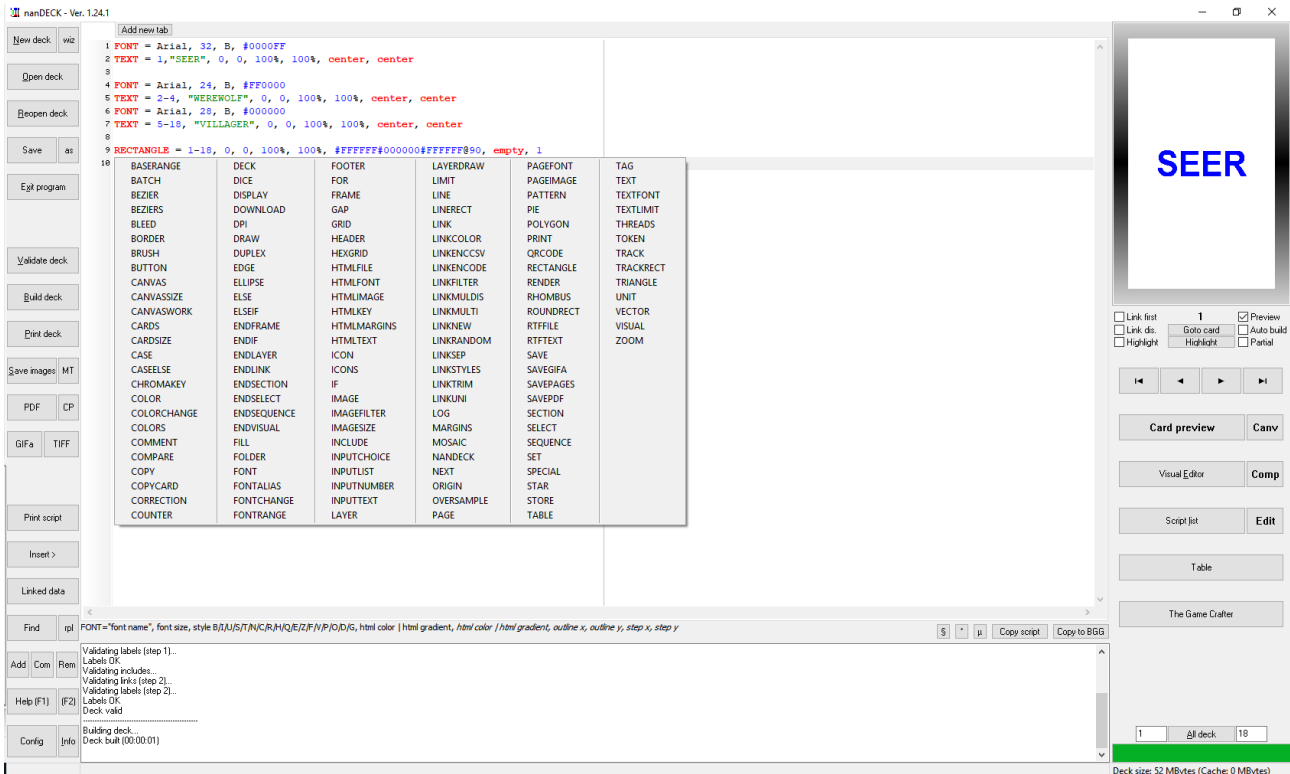 nanDECK - Ver. 1.24.1
New deck wiz
Open deck
Reopen deck
Save as
Exit program
Validate deck
Build deck
Print deck
Save images MT
PDF CP
GIFa TIFF
Print script
Insert >
Linked data
Find rpl
Add Com Rem
Help (F1) (F2)
Config Info
Add new tab
1 FONT = Arial, 32, B, #0000FF
2 TEXT = 1,"SEER", 0, 0, 100%, 100%, center, center
3
4 FONT = Arial, 24, B, #FF0000
5 TEXT = 2-4, "WEREWOLF", 0, 0, 100%, 100%, center, center
6 FONT = Arial, 28, B, #000000
7 TEXT = 5-18, "VILLAGER", 0, 0, 100%, 100%, center, center
8
9 RECTANGLE = 1-18, 0, 0, 100%, 100%, #FFFFFF#000000#FFFFFF@90, empty, 1
10
BASERANGE DECK FOOTER LAYERDRAW PAGEFONT TAG
BATCH DICE FOR LIMIT PAGEIMAGE TEXT
BEZIER DISPLAY FRAME LINE PATTERN TEXTFONT
BEZIERS DOWNLOAD GAP LINERECT PIE TEXTLIMIT
BLEED DPI GRID LINK POLYGON THREADS
BORDER DRAW HEADER LINKCOLOR PRINT TOKEN
BRUSH DUPLEX HEXGRID LINKENCCSV QRCODE TRACK
BUTTON EDGE HTMLFILE LINKENCODE RECTANGLE TRACKRECT
CANVAS ELLIPSE HTMLFONT LINKFILTER RENDER TRIANGLE
CANVASSIZE ELSE HTMLIMAGE LINKMULDIS RHOMBUS UNIT
CANVASWORK ELSEIF HTMLKEY LINKMULTI ROUNDRECT VECTOR
CARDS ENDFRAME HTMLMARGINS LINKNEW RTFFILE VISUAL
CARDSIZE ENDIF HTMLTEXT LINKRANDOM RTFTEXT ZOOM
CASE ENDLAYER ICON LINKSEP SAVE
CASEELSE ENDLINK ICONS LINKSTYLES SAVEGIFA
CHROMAKEY ENDSECTION IF LINKTRIM SAVEPAGES
COLOR ENDSELECT IMAGE LINKUNI SAVEPDF
COLORCHANGE ENDSEQUENCE IMAGEFILTER LOG SECTION
COLORS ENDVISUAL IMAGESIZE MARGINS SELECT
COMMENT FILL INCLUDE MOSAIC SEQUENCE
COMPARE FOLDER INPUTCHOICE NANDECK SET
COPY FONT INPUTLIST NEXT SPECIAL
COPYCARD FONTALIAS INPUTNUMBER ORIGIN STAR
CORRECTION FONTCHANGE INPUTTEXT OVERSAMPLE STORE
COUNTER FONTRANGE LAYER PAGE TABLE
FONT="font name", font size, style B/I/U/S/T/N/C/R/H/Q/E/Z/F/V/P/O/D/G, html color | html gradient, html color | html gradient, outline x, outline y, step x, step y
§ " µ Copy script Copy to BGG
Validating labels (step 1)...
Labels OK
Validating includes...
Validating links (step 2)...
Validating labels (step 2)...
Labels OK
Deck valid
Building deck...
Deck built (00:00:01)
SEER
Link first 1 Preview
Link dis. Goto card Auto build
Highlight Highlight Partial
Card preview Canv
Visual Editor Comp
Script list Edit
Table
The Game Crafter
1 All deck 18
Deck size: 52 MBytes (Cache: 0 MBytes)